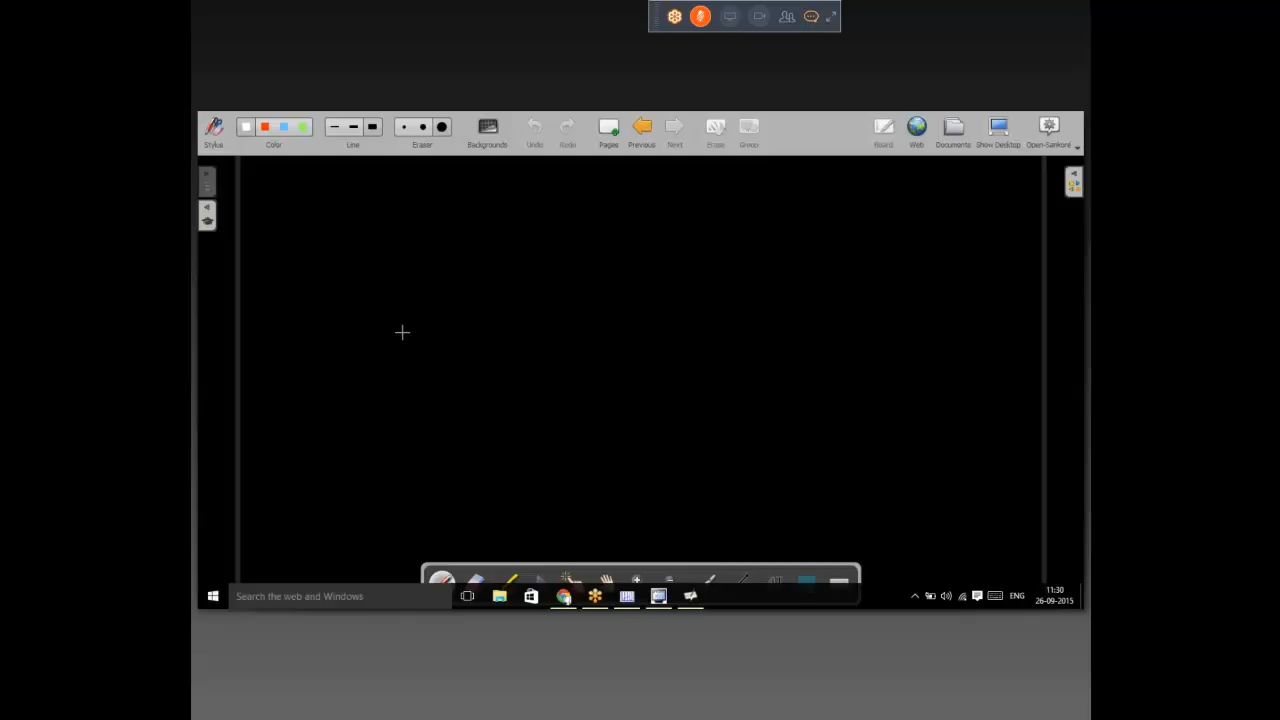 Stylus Color Line Eraser Backgrounds Undo Redo Pages Previous Next Erase Group Board Web Documents Show Desktop Open-Sankoré
Search the web and Windows
ENG
11:30
26-09-2015